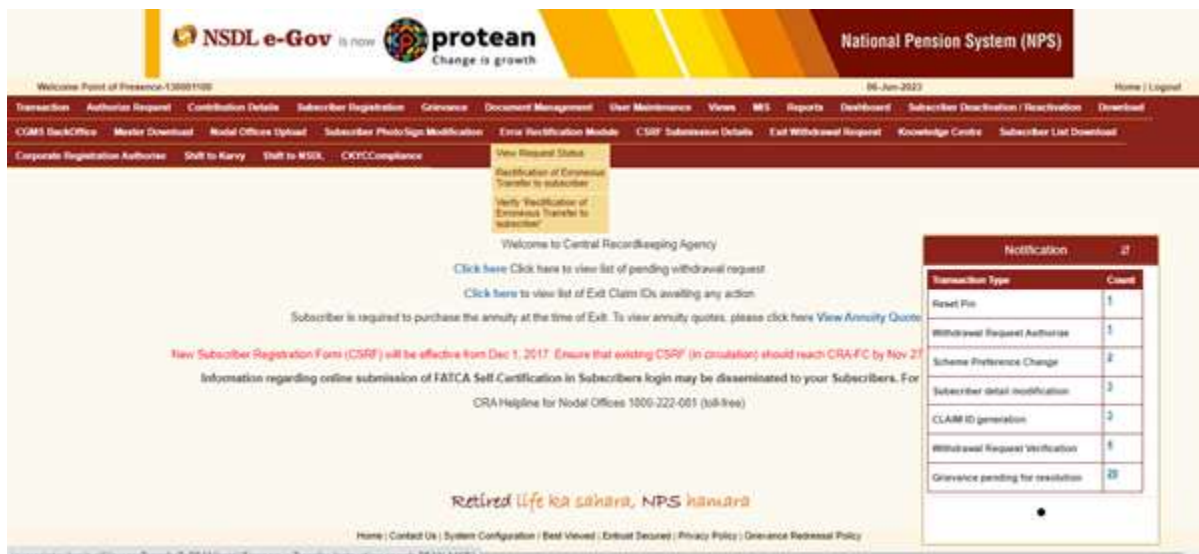 NSDL e-Gov is now protean
Change is growth
National Pension System (NPS)
Welcome Point of Presence-130001100 06-Jun-2023 Home | Logout
Transaction Authorize Request Contribution Details Subscriber Registration Grievance Document Management User Maintenance Views MIS Reports Dashboard Subscriber Deactivation / Reactivation Download
CGMS BackOffice Master Download Nodal Offices Upload Subscriber Photo/Sign Modification Error Rectification Module CSRF Submission Details Exit Withdrawal Request Knowledge Centre Subscriber List Download
Corporate Registration Authorise Shift to Karvy Shift to NSDL CKYCCompliance
View Request Status
Rectification of Erroneous
Transfer to subscriber
Verify 'Rectification of
Erroneous Transfer to
subscriber'
Welcome to Central Recordkeeping Agency
Click here Click here to view list of pending withdrawal request
Click here to view list of Exit Claim IDs awaiting any action
Subscriber is required to purchase the annuity at the time of Exit. To view annuity quotes, please click here View Annuity Quote
New Subscriber Registration Form (CSRF) will be effective from Dec 1, 2017. Ensure that existing CSRF (in circulation) should reach CRA-FC by Nov 27
Information regarding online submission of FATCA Self-Certification in Subscribers login may be disseminated to your Subscribers. For
CRA Helpline for Nodal Offices 1800-222-081 (toll-free)
Notification
Transaction Type Count
Reset Pin 1
Withdrawal Request Authorize 1
Scheme Preference Change 2
Subscriber detail modification 3
CLAIM ID generation 3
Withdrawal Request Verification
Grievance pending for resolution 20
Retired life ka sahara, NPS hamara
Home | Contact Us | System Configuration | Best Viewed | Entrust Secured | Privacy Policy | Grievance Redressal Policy